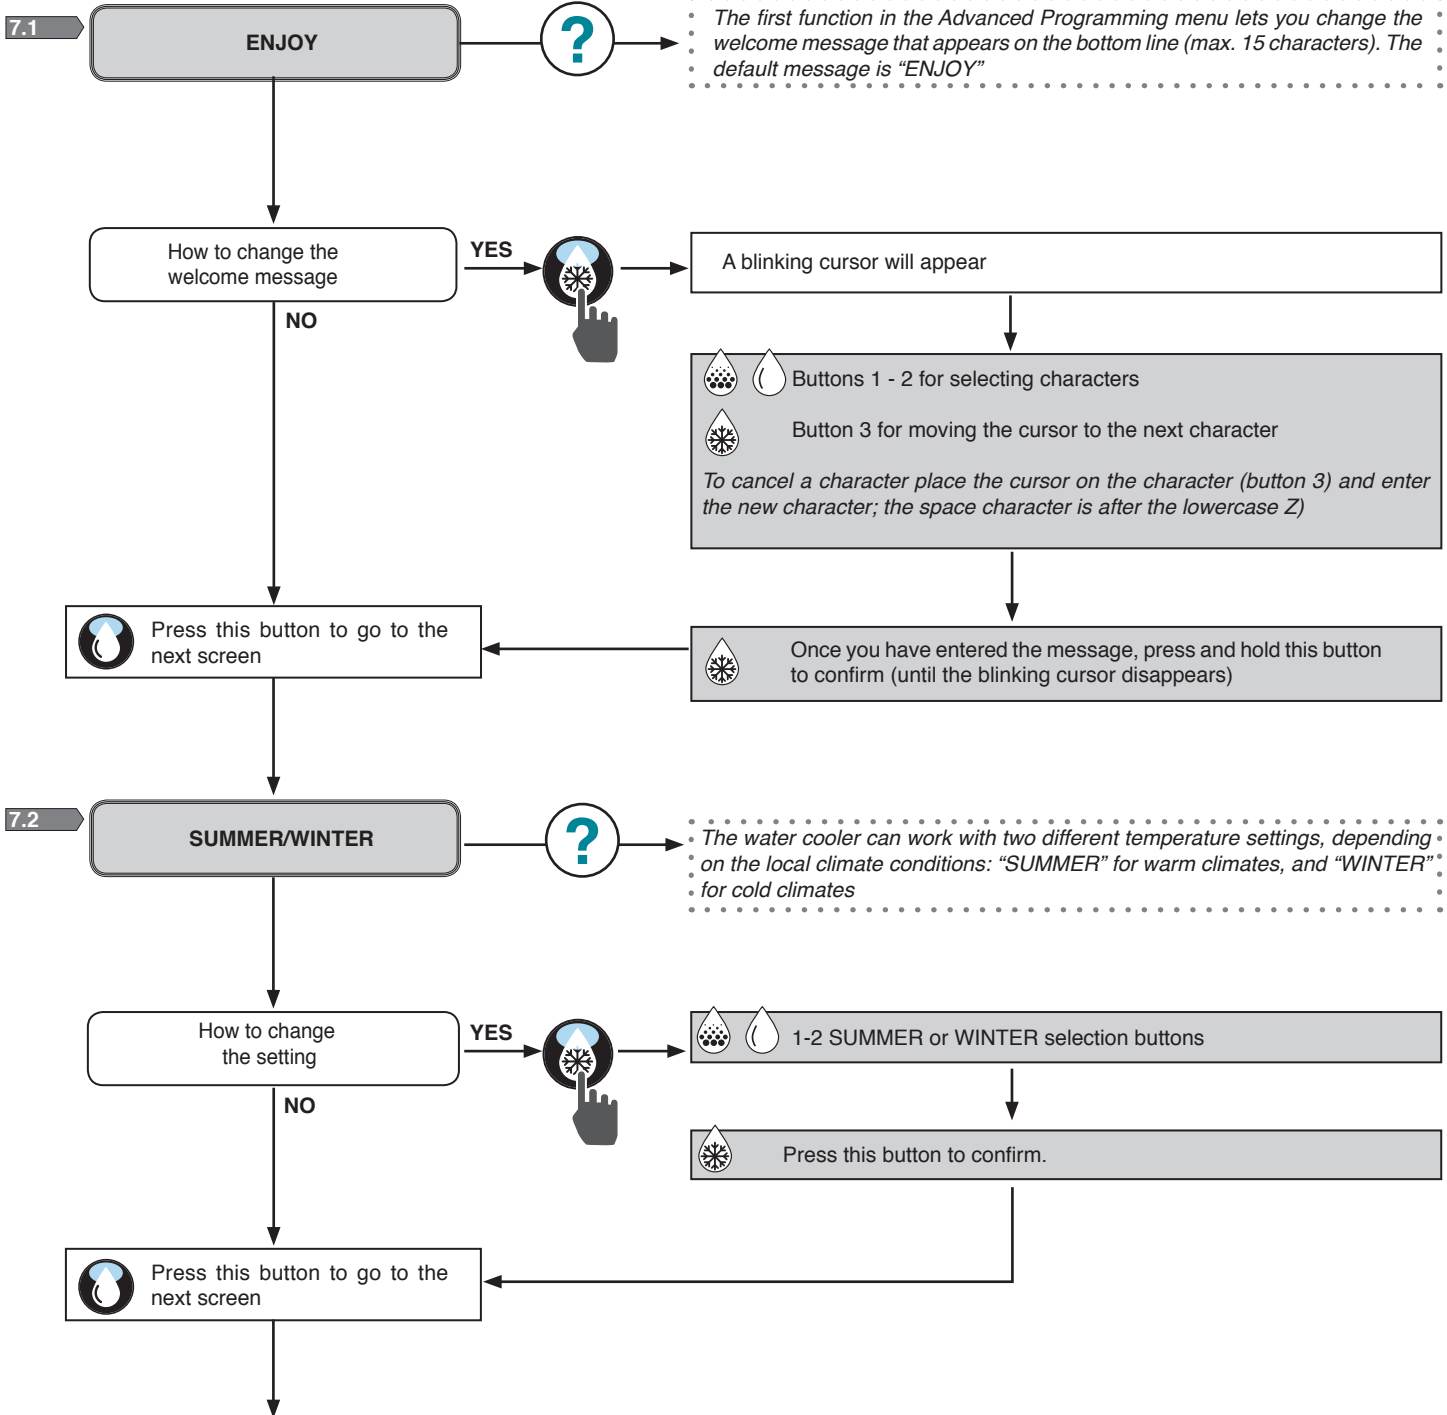 7.1
ENJOY
?
The first function in the Advanced Programming menu lets you change the
welcome message that appears on the bottom line (max. 15 characters). The
default message is “ENJOY”
How to change the
welcome message
YES
NO
A blinking cursor will appear
Buttons 1 - 2 for selecting characters
Button 3 for moving the cursor to the next character
To cancel a character place the cursor on the character (button 3) and enter
the new character; the space character is after the lowercase Z)
Press this button to go to the
next screen
Once you have entered the message, press and hold this button
to confirm (until the blinking cursor disappears)
7.2
SUMMER/WINTER
?
The water cooler can work with two different temperature settings, depending
on the local climate conditions: “SUMMER” for warm climates, and “WINTER”
for cold climates
How to change
the setting
YES
NO
1-2 SUMMER or WINTER selection buttons
Press this button to confirm.
Press this button to go to the
next screen